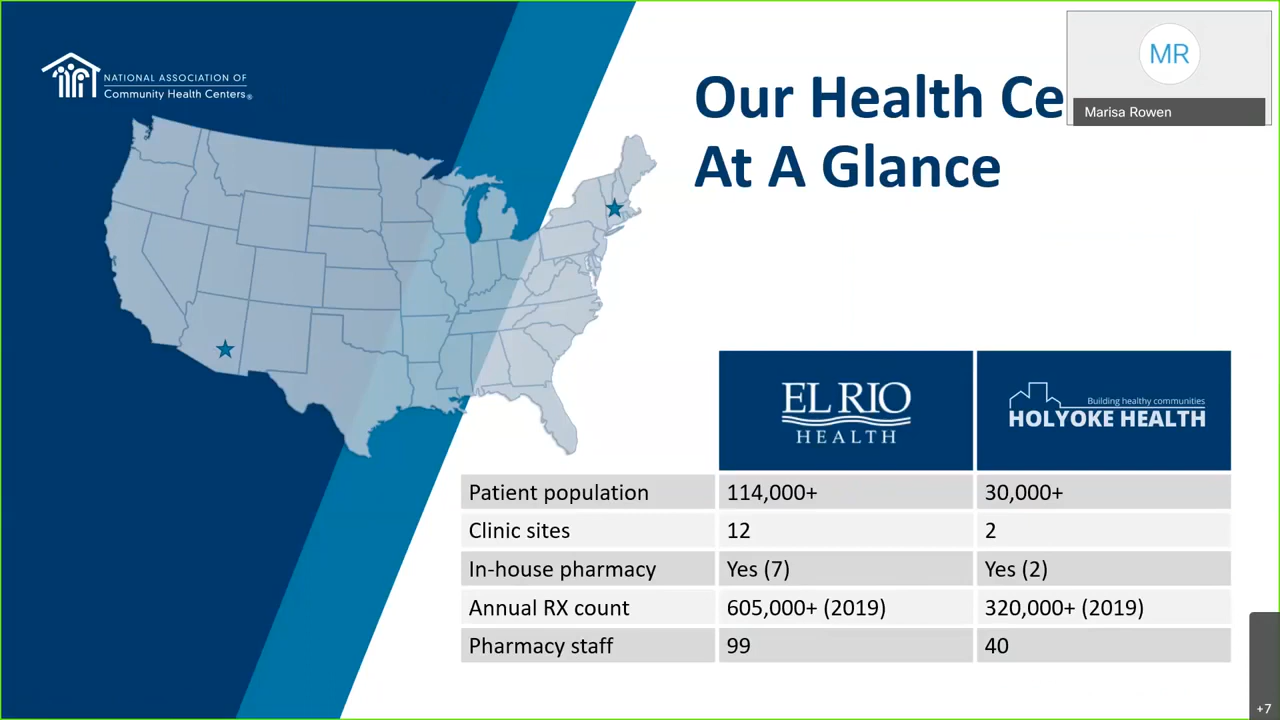 NATIONAL ASSOCIATION OF
Community Health Centers®
Our Health Ce
At A Glance
MR
Marisa Rowen
EL RIO
HEALTH
Building healthy communities
HOLYOKE HEALTH
Patient population 114,000+ 30,000+
Clinic sites 12 2
In-house pharmacy Yes (7) Yes (2)
Annual RX count 605,000+ (2019) 320,000+ (2019)
Pharmacy staff 99 40
+7